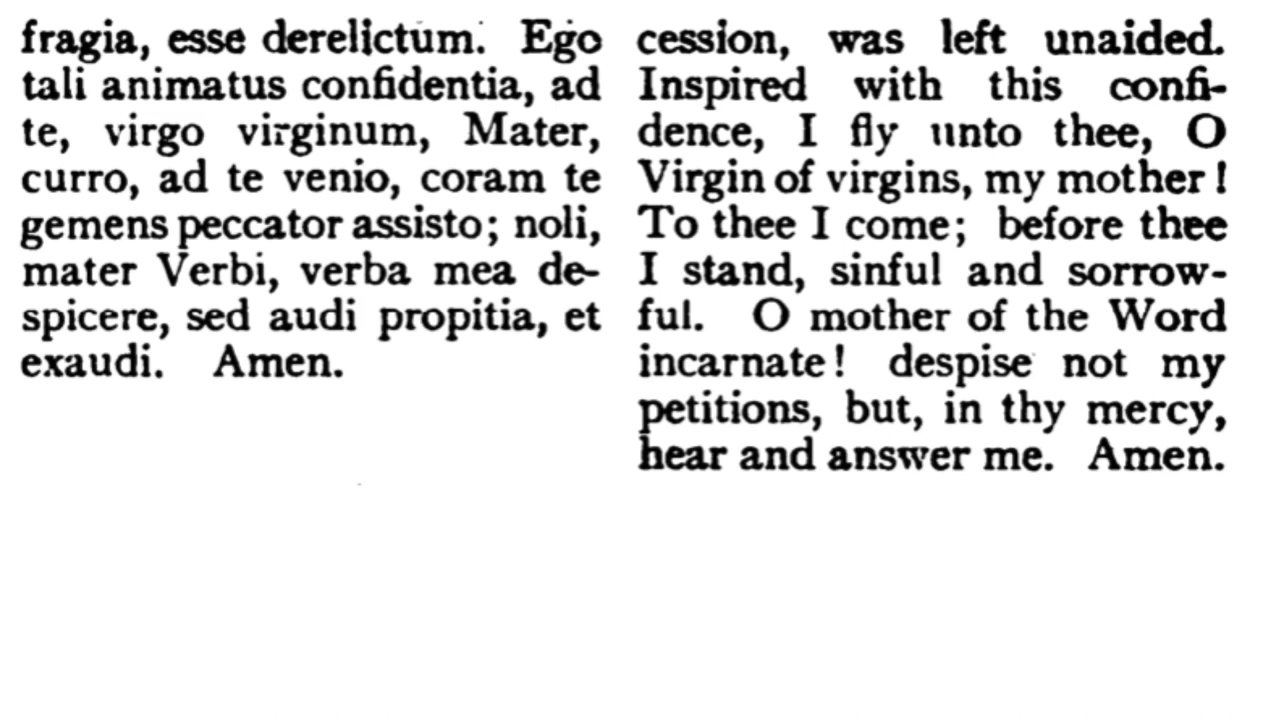 fragia, esse derelictum. Ego
tali animatus confidentia, ad
te, virgo virginum, Mater,
curro, ad te venio, coram te
gemens peccator assisto; noli,
mater Verbi, verba mea de-
spicere, sed audi propitia, et
exaudi. Amen.
cession, was left unaided.
Inspired with this confi-
dence, I fly unto thee, O
Virgin of virgins, my mother!
To thee I come; before thee
I stand, sinful and sorrow-
ful. O mother of the Word
incarnate! despise not my
petitions, but, in thy mercy,
hear and answer me. Amen.